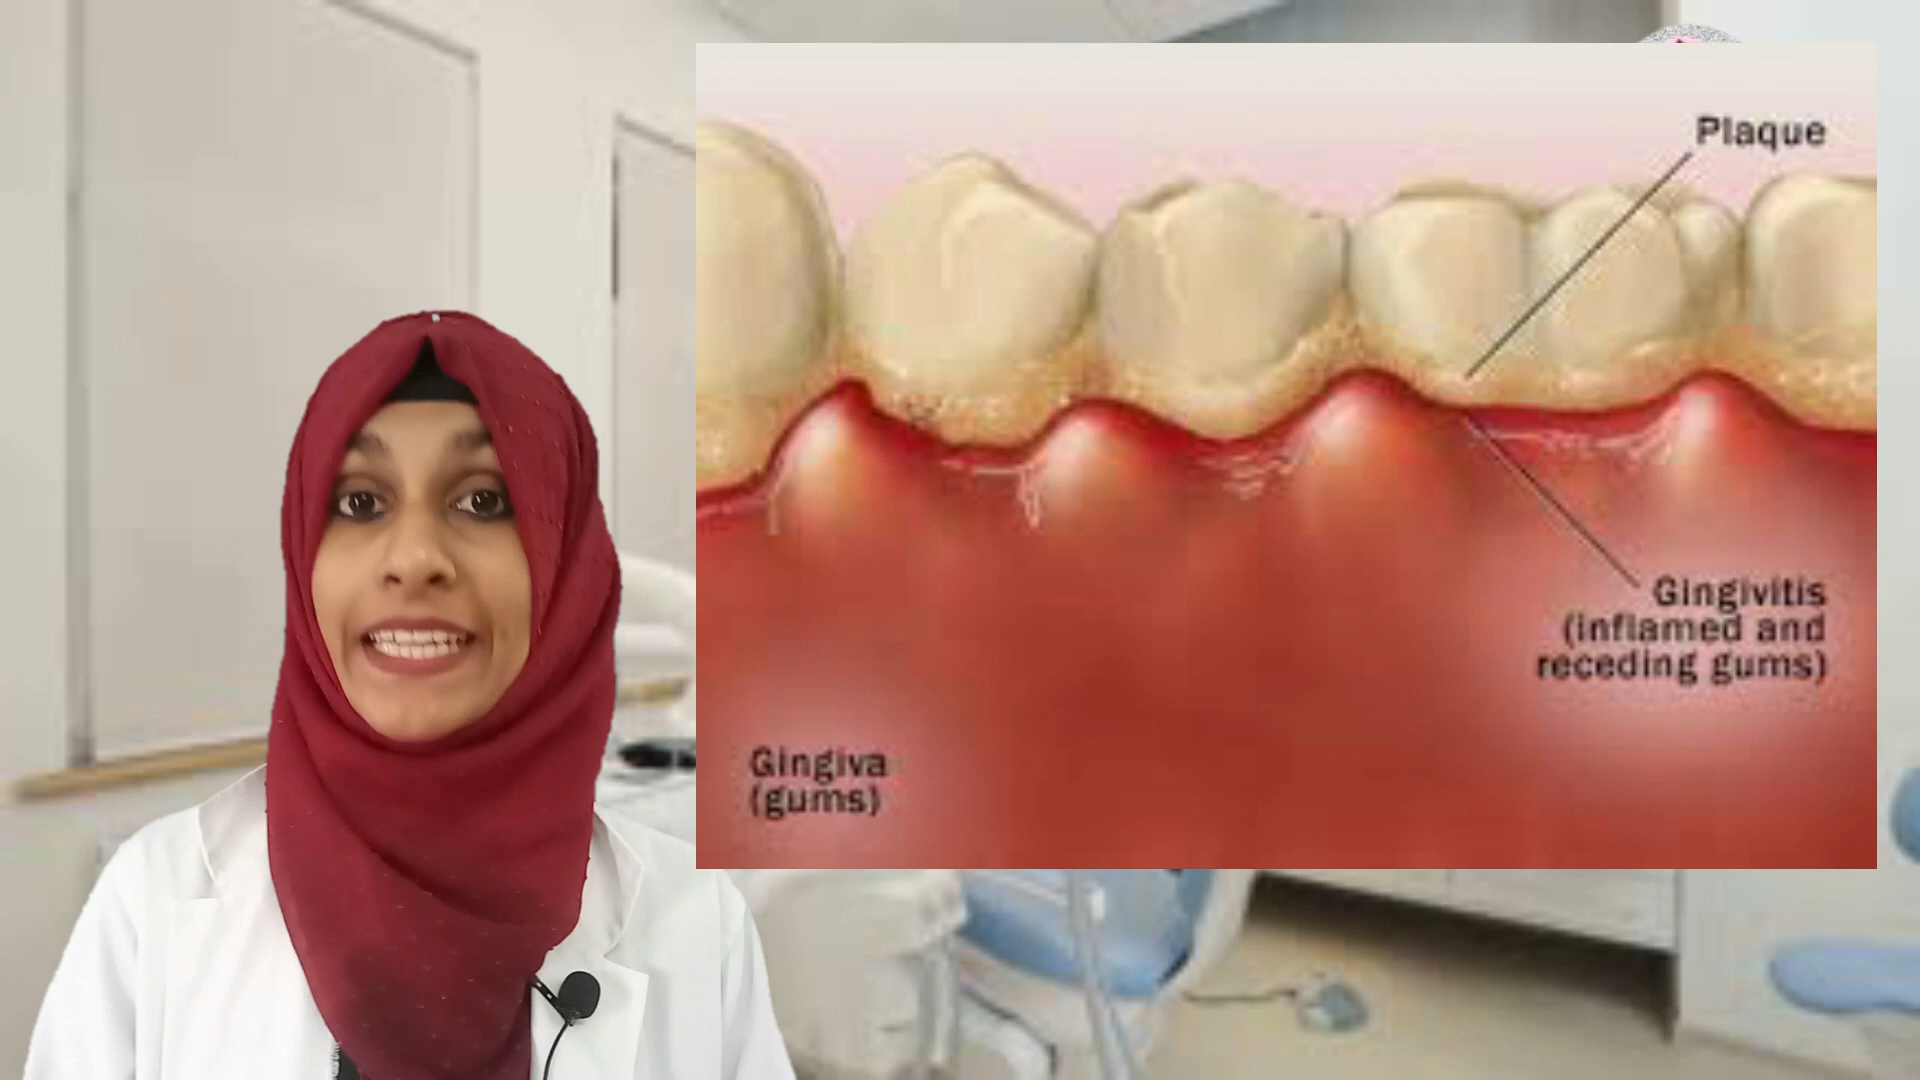 Plaque
Gingivitis
(inflamed and
receding gums)
Gingiva
(gums)